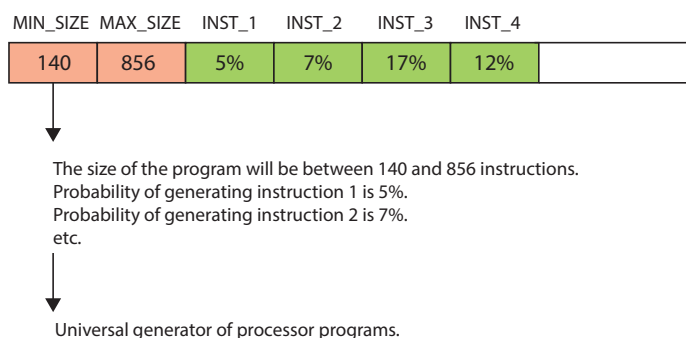 MIN_SIZE MAX_SIZE INST_1 INST_2 INST_3 INST_4
140 856 5% 7% 17% 12%
The size of the program will be between 140 and 856 instructions.
Probability of generating instruction 1 is 5%.
Probability of generating instruction 2 is 7%.
etc.
Universal generator of processor programs.